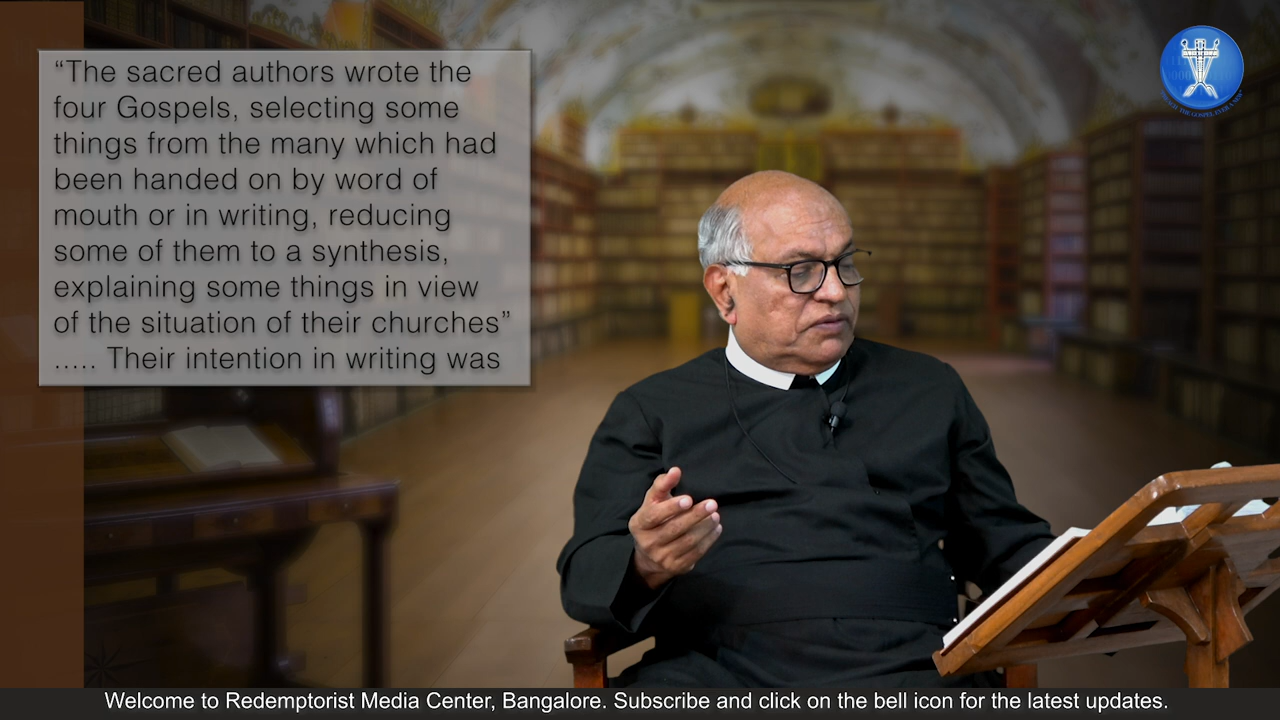 “The sacred authors wrote the
four Gospels, selecting some
things from the many which had
been handed on by word of
mouth or in writing, reducing
some of them to a synthesis,
explaining some things in view
of the situation of their churches”
..... Their intention in writing was
Welcome to Redemptorist Media Center, Bangalore. Subscribe and click on the bell icon for the latest updates.